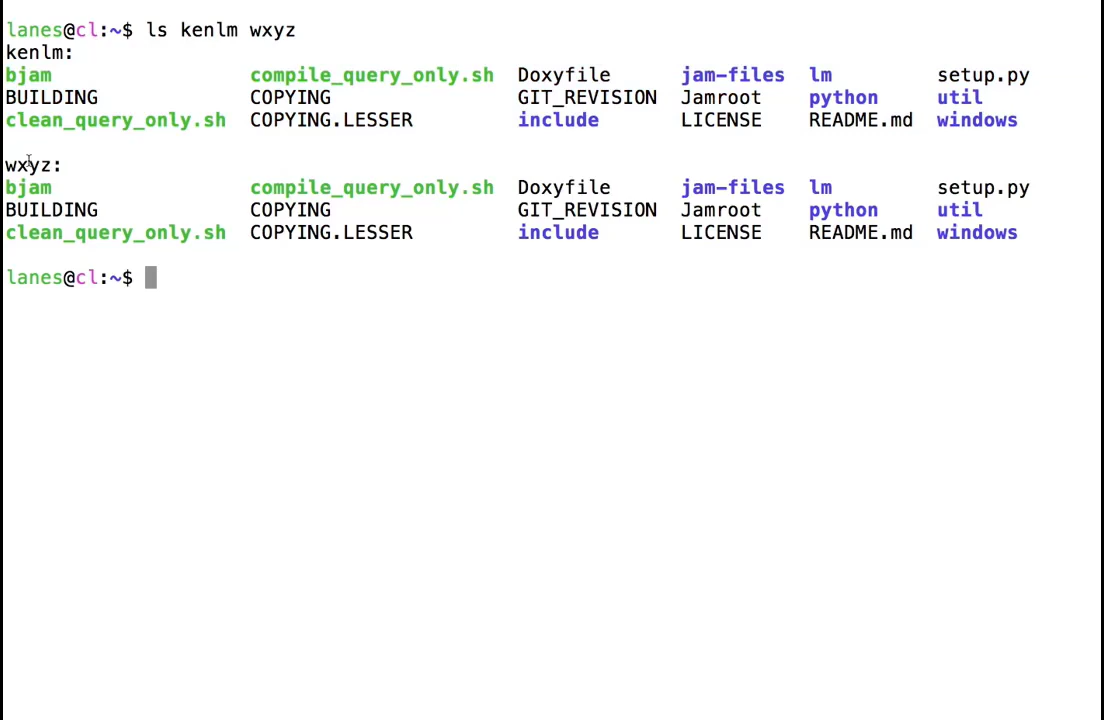 lanes@cl:~$ ls kenlm wxyz
kenlm:
bjam compile_query_only.sh Doxyfile jam-files lm setup.py
BUILDING COPYING GIT_REVISION Jamroot python util
clean_query_only.sh COPYING.LESSER include LICENSE README.md windows
wxyz:
bjam compile_query_only.sh Doxyfile jam-files lm setup.py
BUILDING COPYING GIT_REVISION Jamroot python util
clean_query_only.sh COPYING.LESSER include LICENSE README.md windows
lanes@cl:~$